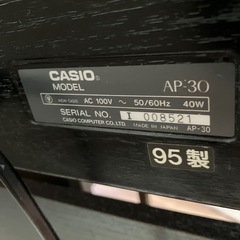 CASIO
MODEL AP-30
AC 100V ~ 50/60Hz 40W
SERIAL NO. I 008521
CASIO COMPUTER CO.,LTD. MADE IN JAPAN AP-30
95製